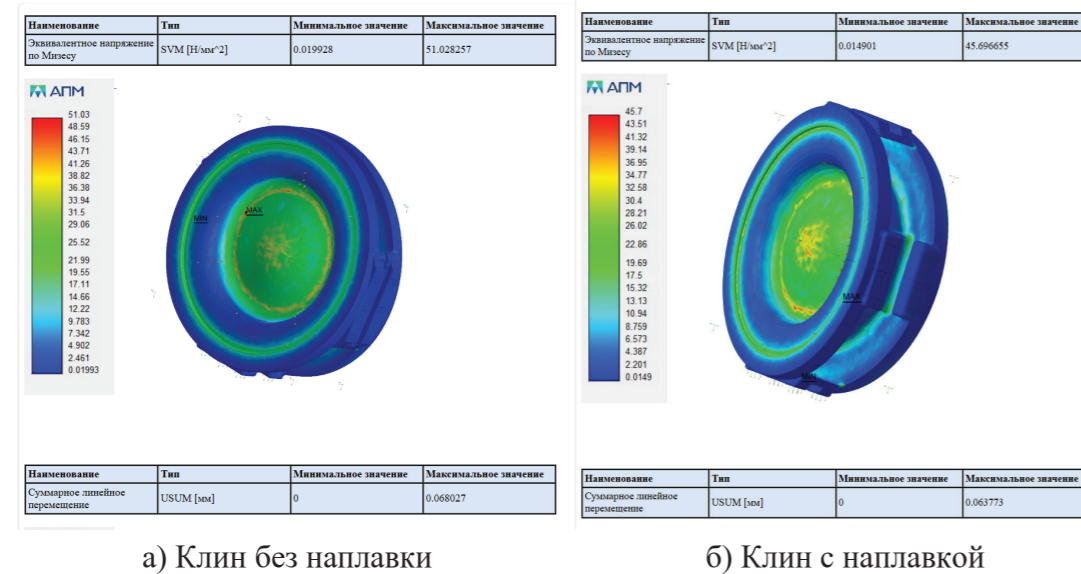 Наименование Тип Минимальное значение Максимальное значение
Эквивалентное напряжение по Мизесу SVM [Н/мм^2] 0.019928 51.028257
АПМ
51.03
48.59
46.15
43.71
41.26
38.82
36.38
33.94
31.5
29.06
25.52
21.99
19.55
17.11
14.66
12.22
9.783
7.342
4.902
2.461
0.01993
MIN
MAX
Наименование Тип Минимальное значение Максимальное значение
Суммарное линейное перемещение USUM [мм] 0 0.068027
а) Клин без наплавки
Наименование Тип Минимальное значение Максимальное значение
Эквивалентное напряжение по Мизесу SVM [Н/мм^2] 0.014901 45.696655
АПМ
45.7
43.51
41.32
39.14
36.95
34.77
32.58
30.4
28.21
26.02
22.86
19.69
17.5
15.32
13.13
10.94
8.759
6.573
4.387
2.201
0.0149
MAX
MIN
Наименование Тип Минимальное значение Максимальное значение
Суммарное линейное перемещение USUM [мм] 0 0.063773
б) Клин с наплавкой